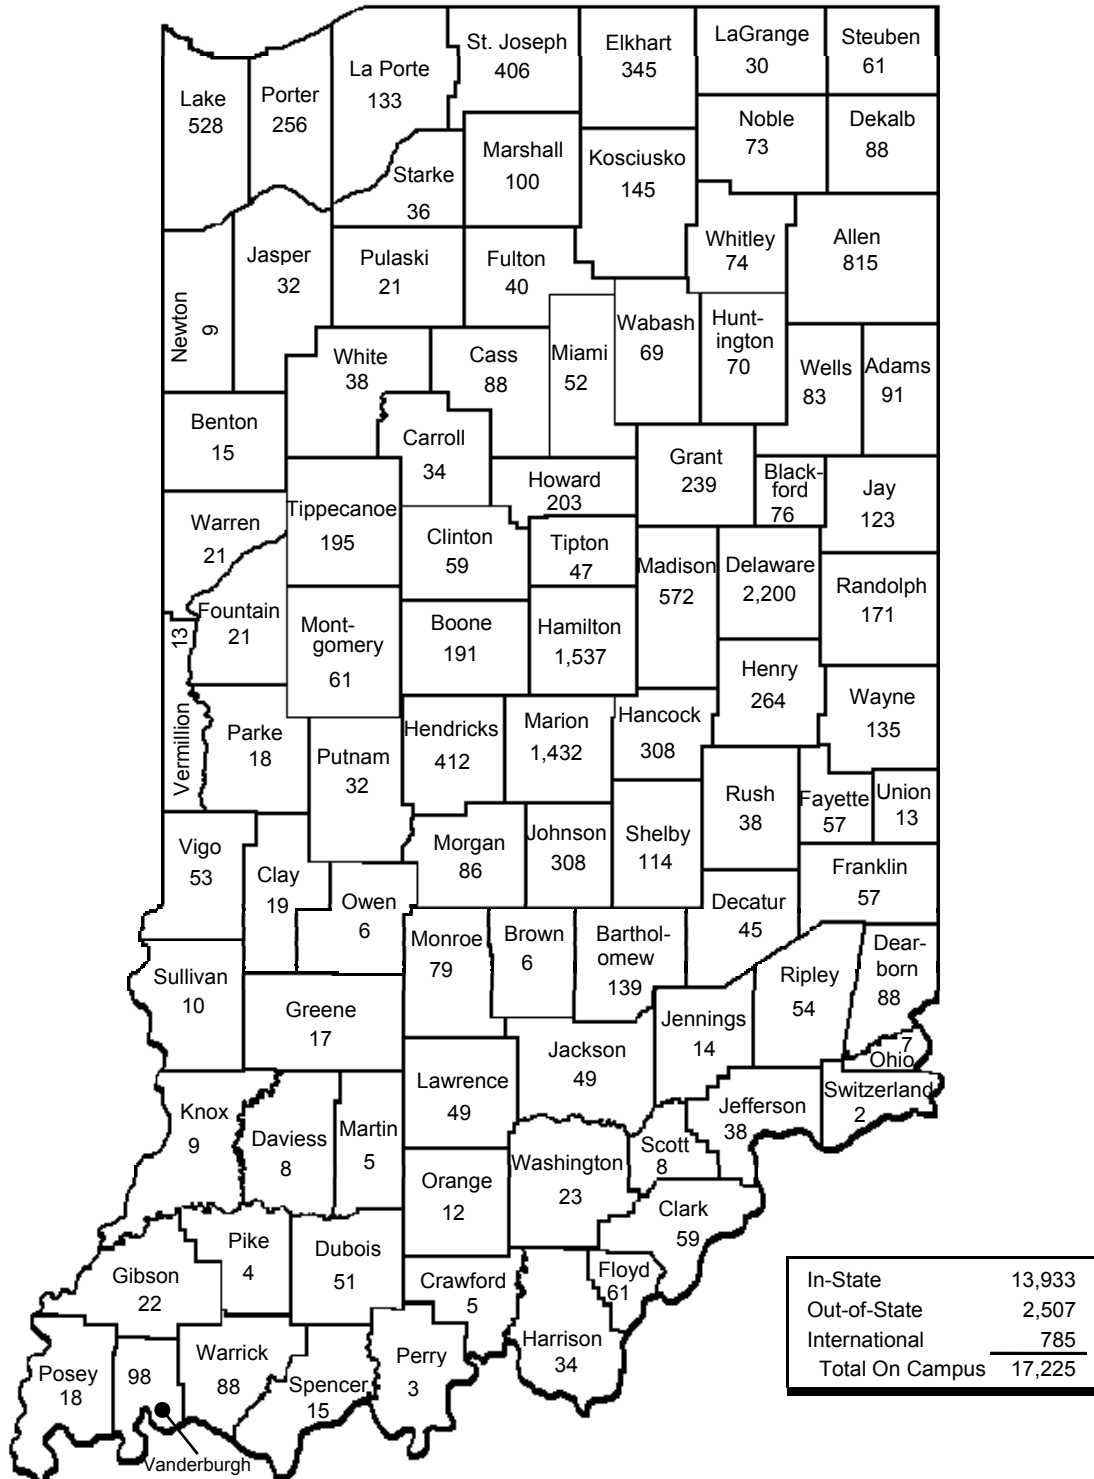 St. Joseph
406
Elkhart
345
LaGrange
30
Steuben
61
La Porte
133
Lake
528
Porter
256
Noble
73
Dekalb
88
Marshall
100
Kosciusko
145
Starke
36
Whitley
74
Allen
815
Jasper
32
Pulaski
21
Fulton
40
Newton
9
Wabash
69
Hunt-
ington
70
White
38
Cass
88
Miami
52
Wells
83
Adams
91
Benton
15
Carroll
34
Grant
239
Howard
203
Black-
ford
76
Jay
123
Tippecanoe
195
Warren
21
Clinton
59
Tipton
47
Madison
572
Delaware
2,200
Randolph
171
Fountain
21
Mont-
gomery
61
Boone
191
Hamilton
1,537
Vermillion
13
Henry
264
Wayne
135
Parke
18
Putnam
32
Hendricks
412
Marion
1,432
Hancock
308
Rush
38
Fayette
57
Union
13
Vigo
53
Clay
19
Morgan
86
Johnson
308
Shelby
114
Franklin
57
Owen
6
Decatur
45
Monroe
79
Brown
6
Barthol-
omew
139
Dear-
born
88
Sullivan
10
Ripley
54
Greene
17
Jennings
14
7
Ohio
Jackson
49
Lawrence
49
Switzerland
2
Jefferson
38
Knox
9
Daviess
8
Martin
5
Scott
8
Washington
23
Orange
12
Clark
59
Pike
4
Dubois
51
Gibson
22
Crawford
5
Floyd
61
Harrison
34
Posey
18
98
Vanderburgh
Warrick
88
Spencer
15
Perry
3
In-State 13,933
Out-of-State 2,507
International 785
Total On Campus 17,225